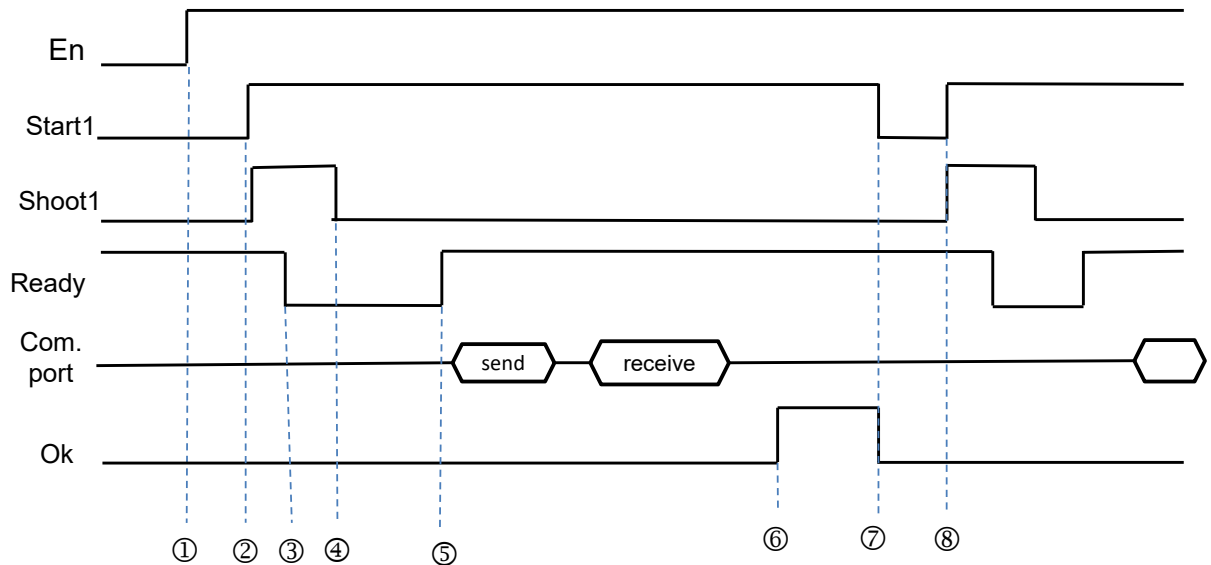 En
Start1
Shoot1
Ready
Com.
port
send
receive
Ok
① ② ③ ④ ⑤ ⑥ ⑦ ⑧